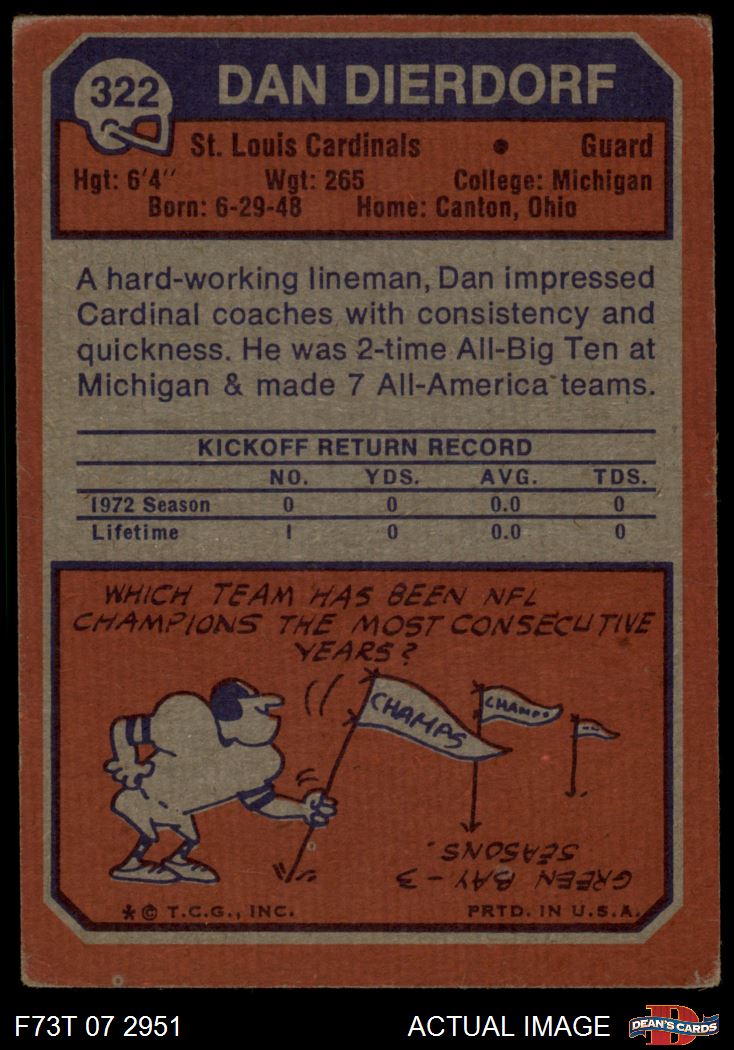 322
DAN DIERDORF
St. Louis Cardinals • Guard
Hgt: 6'4" Wgt: 265 College: Michigan
Born: 6-29-48 Home: Canton, Ohio
A hard-working lineman, Dan impressed
Cardinal coaches with consistency and
quickness. He was 2-time All-Big Ten at
Michigan & made 7 All-America teams.
KICKOFF RETURN RECORD
NO. YDS. AVG. TDS.
1972 Season 0 0 0.0 0
Lifetime 1 0 0.0 0
WHICH TEAM HAS BEEN NFL
CHAMPIONS THE MOST CONSECUTIVE
YEARS?
CHAMPS
CHAMPS
GREEN BAY - 3
SEASONS.
* © T.C.G., INC. PRTD. IN U.S.A.
F73T 07 2951 ACTUAL IMAGE DEAN'S CARDS